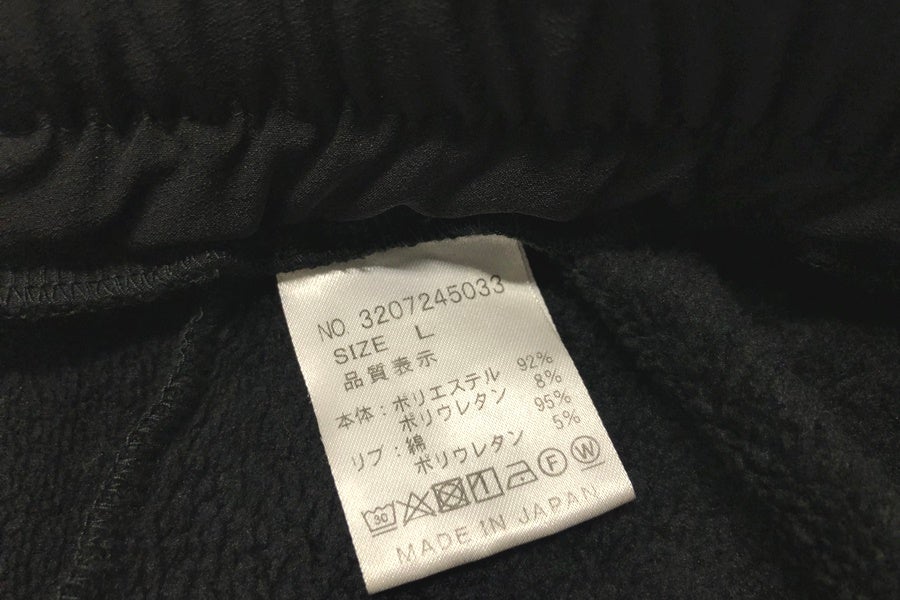 NO. 3207245033
SIZE L
品質表示
本体：ポリエステル 92%
ポリウレタン 8%
リブ：綿 95%
ポリウレタン 5%
30 F W
MADE IN JAPAN